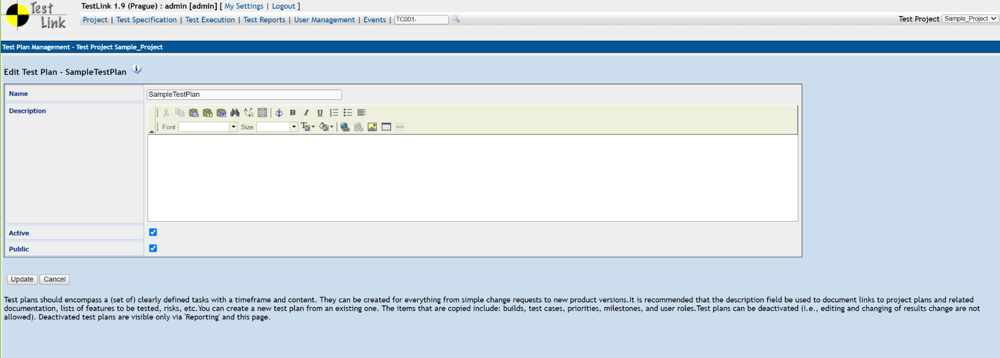 Test
Link
TestLink 1.9 (Prague) : admin [admin] [ My Settings | Logout ]
Project | Test Specification | Test Execution | Test Reports | User Management | Events | TC001-
Test Project Sample_Project
Test Plan Management - Test Project Sample_Project
Edit Test Plan - SampleTestPlan
Name
SampleTestPlan
Description
Font
Size
Active
Public
Update Cancel
Test plans should encompass a (set of) clearly defined tasks with a timeframe and content. They can be created for everything from simple change requests to new product versions.It is recommended that the description field be used to document links to project plans and related
documentation, lists of features to be tested, risks, etc.You can create a new test plan from an existing one. The items that are copied include: builds, test cases, priorities, milestones, and user roles.Test plans can be deactivated (i.e., editing and changing of results change are not
allowed). Deactivated test plans are visible only via 'Reporting' and this page.